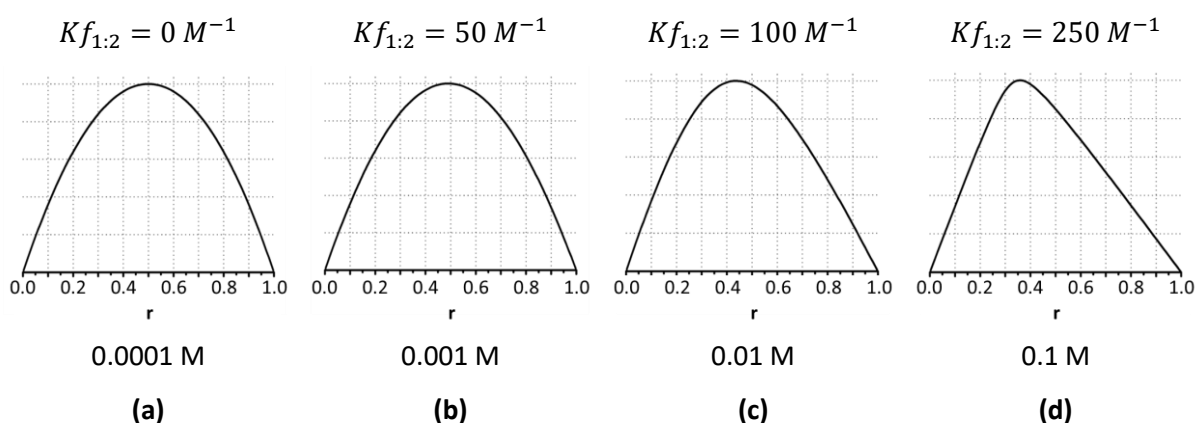 Kf₁:₂ = 0 M⁻¹ Kf₁:₂ = 50 M⁻¹ Kf₁:₂ = 100 M⁻¹ Kf₁:₂ = 250 M⁻¹
0.0 0.2 0.4 0.6 0.8 1.0 0.0 0.2 0.4 0.6 0.8 1.0 0.0 0.2 0.4 0.6 0.8 1.0 0.0 0.2 0.4 0.6 0.8 1.0
r r r r
0.0001 M 0.001 M 0.01 M 0.1 M
(a) (b) (c) (d)